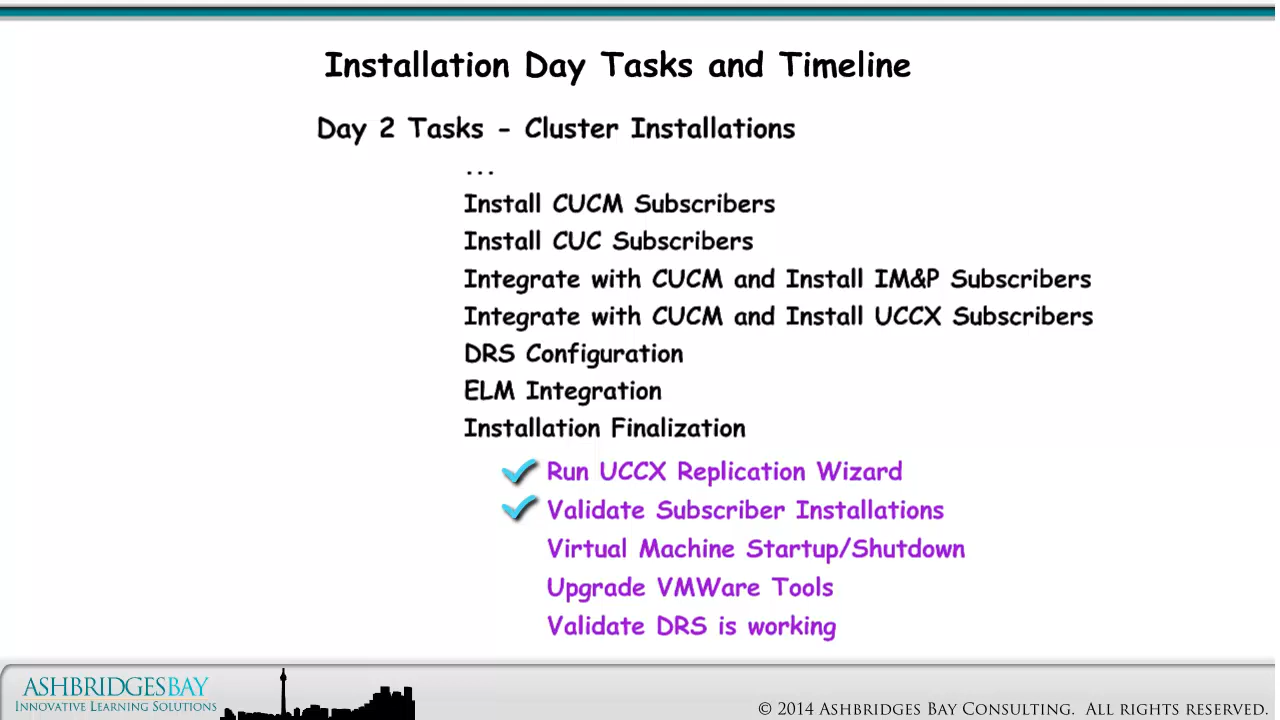 Installation Day Tasks and Timeline
Day 2 Tasks - Cluster Installations
...
Install CUCM Subscribers
Install CUC Subscribers
Integrate with CUCM and Install IM&P Subscribers
Integrate with CUCM and Install UCCX Subscribers
DRS Configuration
ELM Integration
Installation Finalization
Run UCCX Replication Wizard
Validate Subscriber Installations
Virtual Machine Startup/Shutdown
Upgrade VMWare Tools
Validate DRS is working
ASHBRIDGESBAY
INNOVATIVE LEARNING SOLUTIONS
© 2014 ASHBRIDGES BAY CONSULTING. ALL RIGHTS RESERVED.